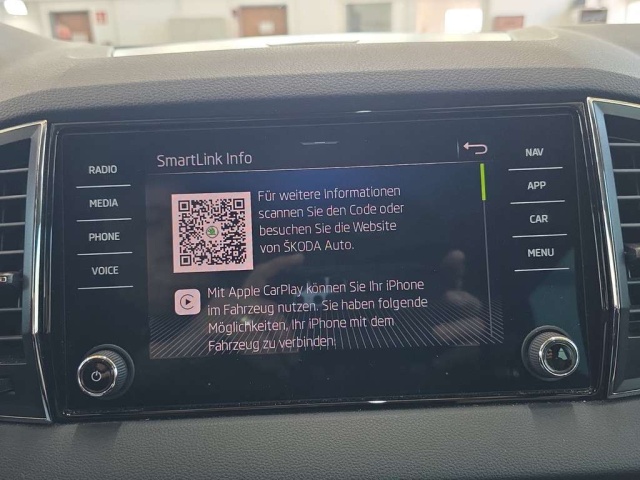 SmartLink Info
RADIO
MEDIA
PHONE
VOICE
NAV
APP
CAR
MENU
Für weitere Informationen
scannen Sie den Code oder
besuchen Sie die Website
von ŠKODA Auto.
Mit Apple CarPlay können Sie Ihr iPhone
im Fahrzeug nutzen. Sie haben folgende
Möglichkeiten, Ihr iPhone mit dem
Fahrzeug zu verbinden.